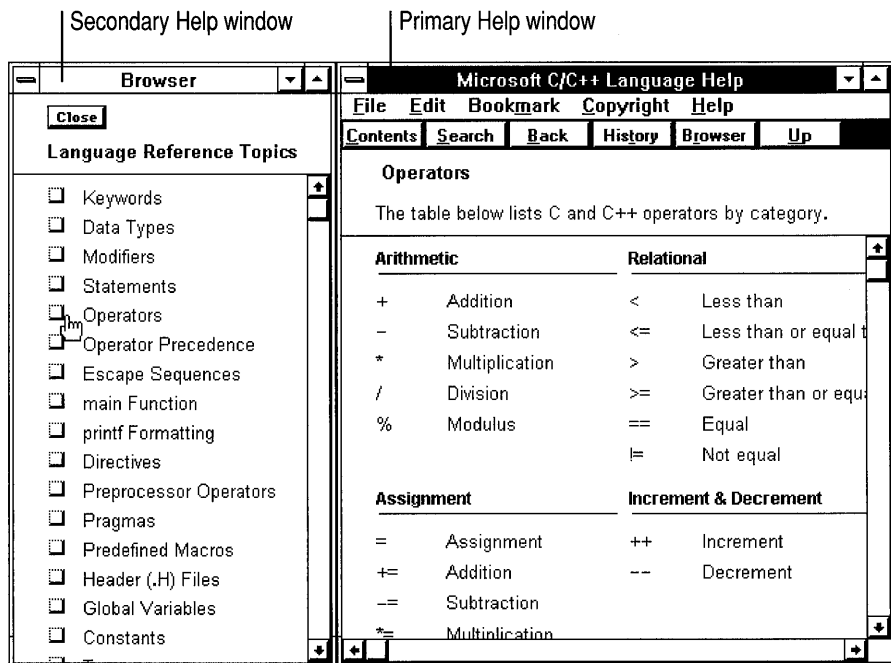 Secondary Help window
Primary Help window
Browser
Close
Language Reference Topics
Keywords
Data Types
Modifiers
Statements
Operators
Operator Precedence
Escape Sequences
main Function
printf Formatting
Directives
Preprocessor Operators
Pragmas
Predefined Macros
Header (.H) Files
Global Variables
Constants
Microsoft C/C++ Language Help
File Edit Bookmark Copyright Help
Contents Search Back History Browser Up
Operators
The table below lists C and C++ operators by category.
Arithmetic Relational
+ Addition < Less than
− Subtraction <= Less than or equal t
* Multiplication > Greater than
/ Division >= Greater than or equ
% Modulus == Equal
!= Not equal
Assignment Increment & Decrement
= Assignment ++ Increment
+= Addition −− Decrement
−= Subtraction
*= Multiplication